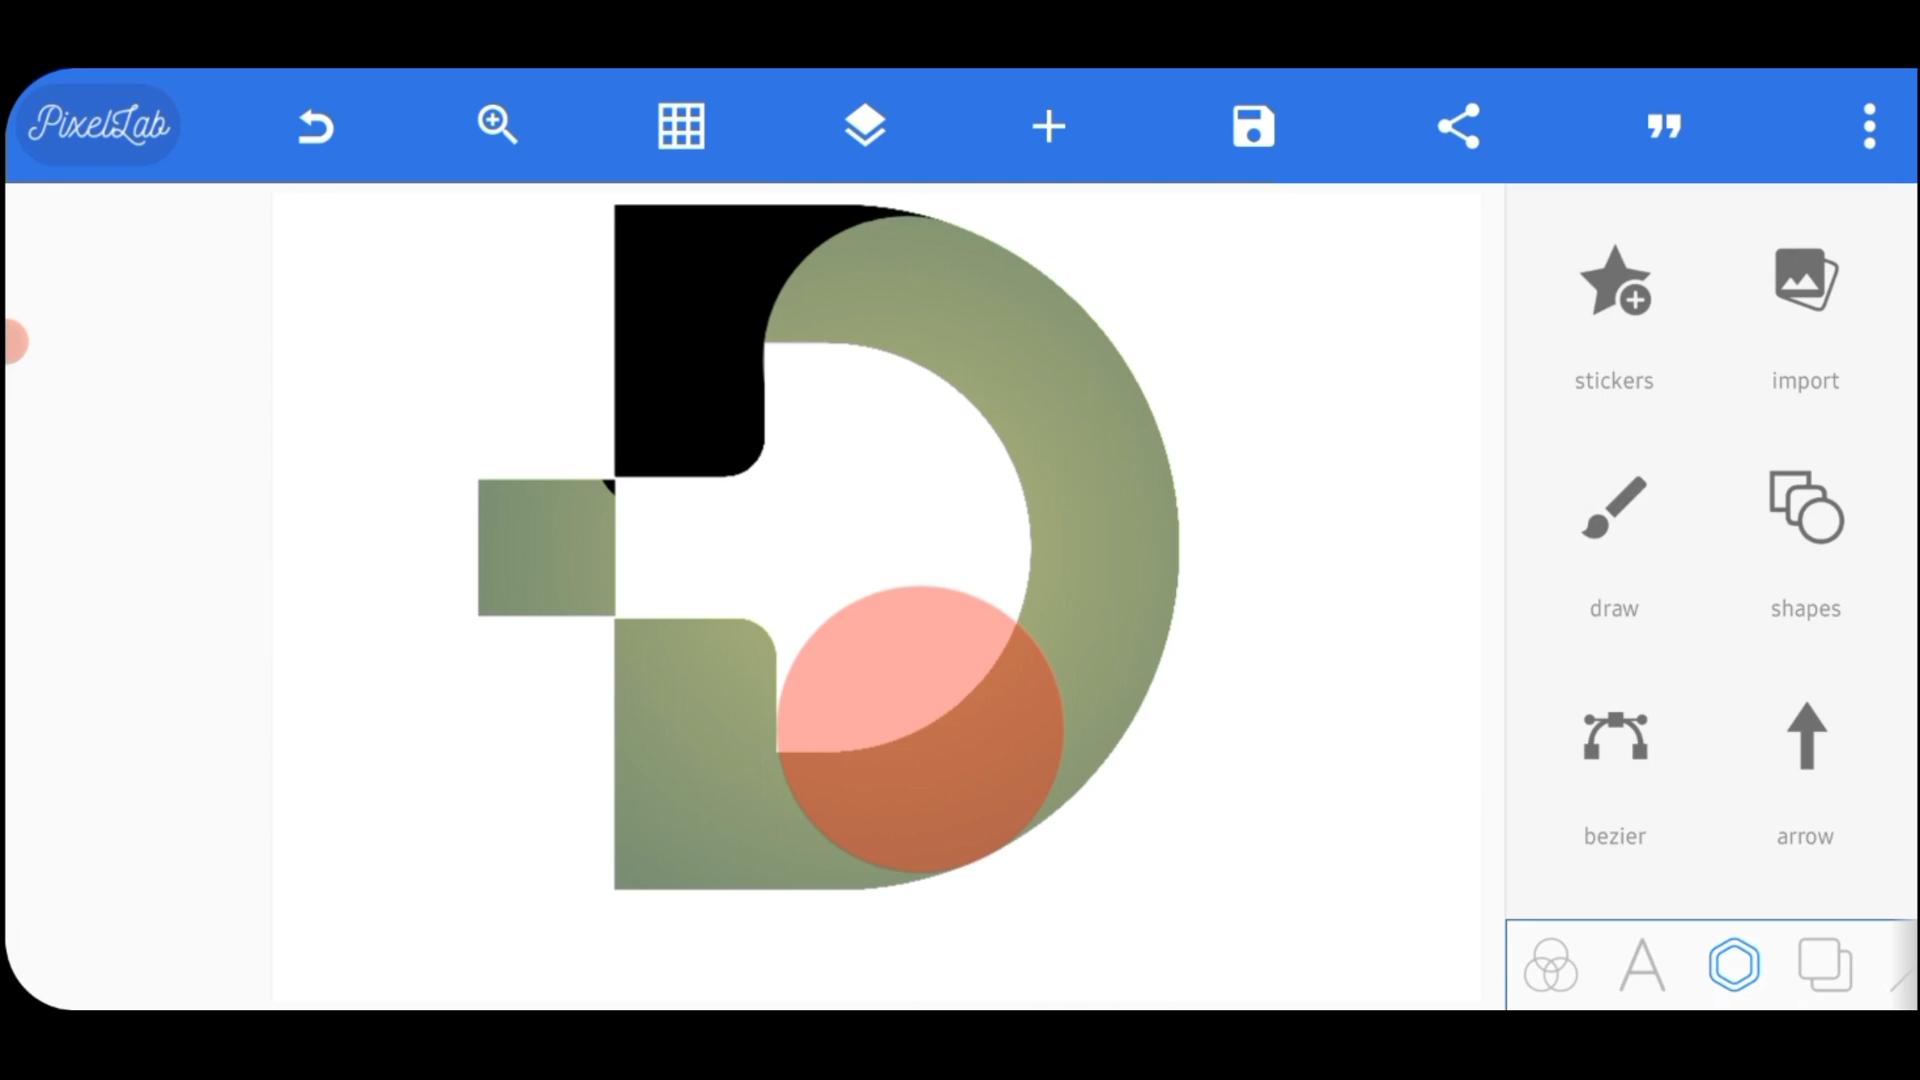 PixelLab
stickers
import
draw
shapes
bezier
arrow